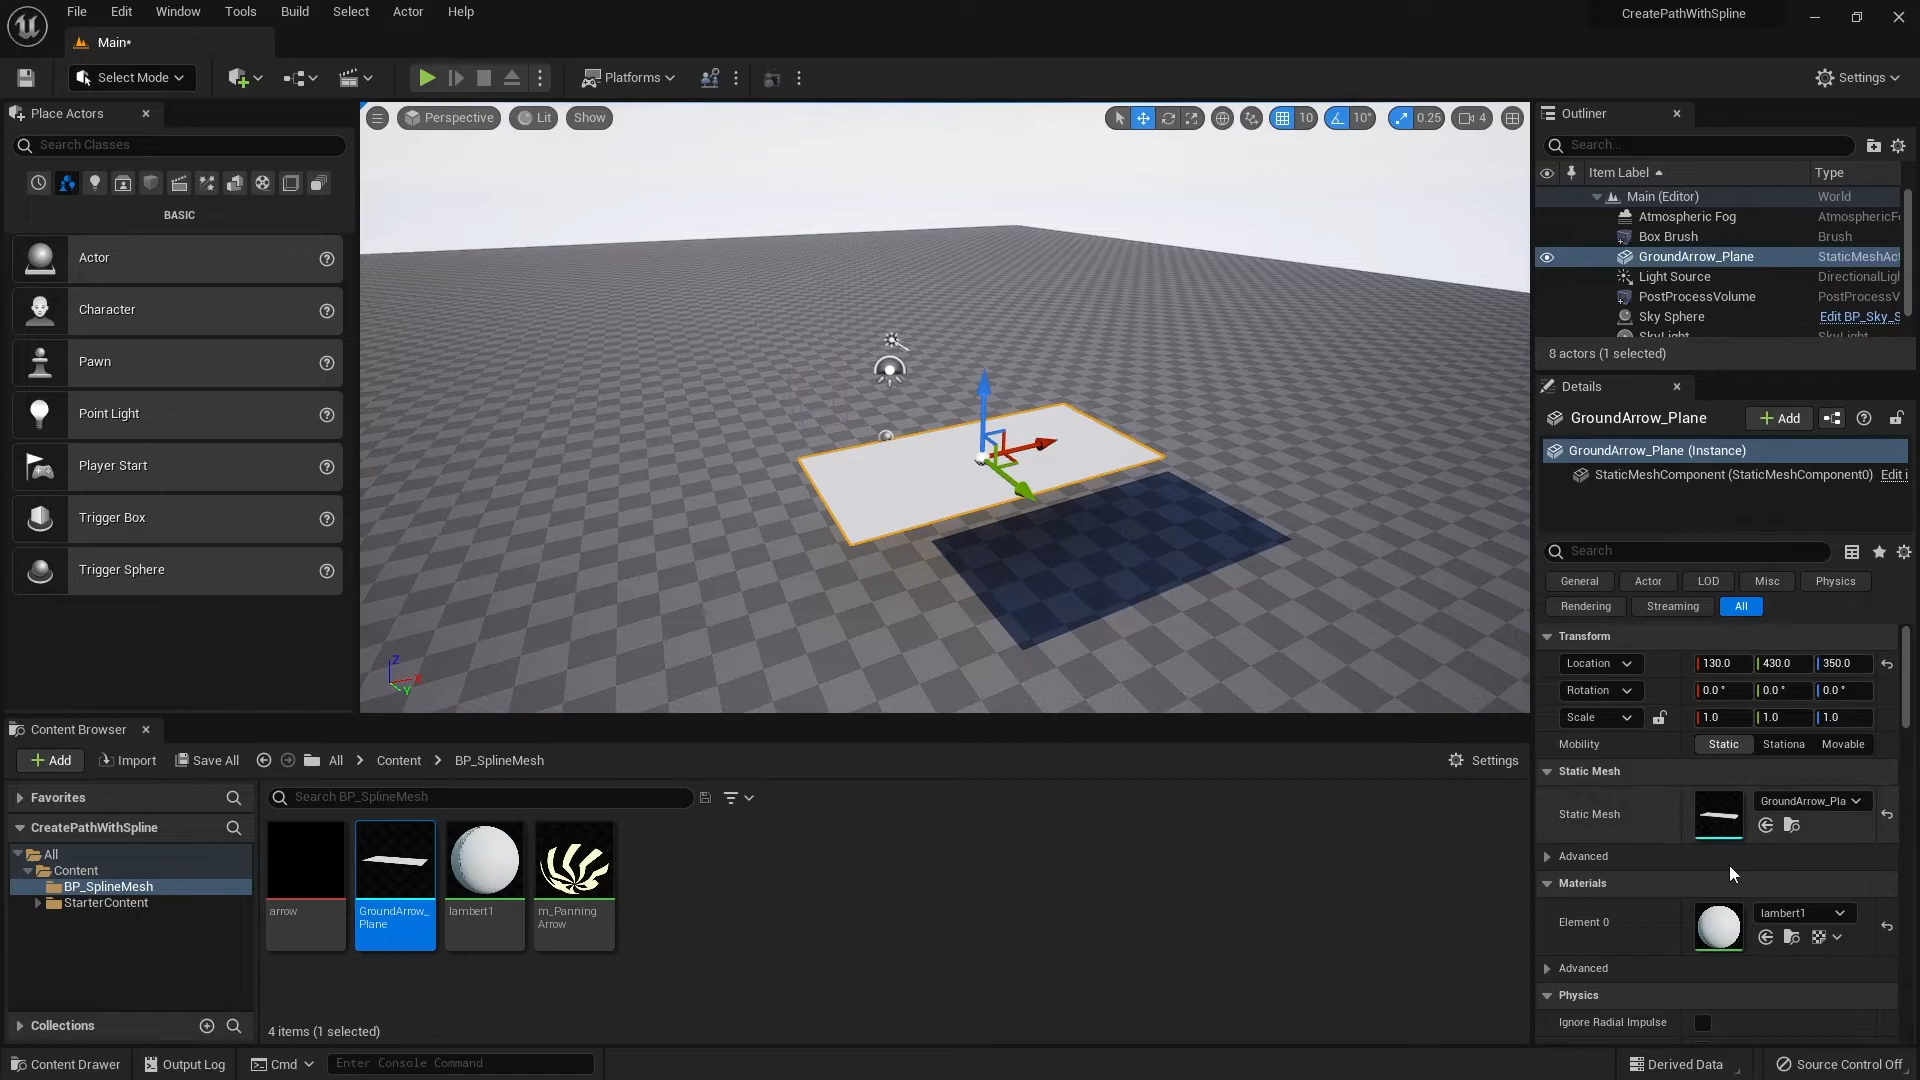 File Edit Window Tools Build Select Actor Help
CreatePathWithSpline
Main*
Select Mode
Platforms
Settings
Place Actors
Search Classes
BASIC
Actor
Character
Pawn
Point Light
Player Start
Trigger Box
Trigger Sphere
Perspective Lit Show
10 10° 0.25 4
Z
X
Y
Outliner
Search...
Item Label Type
Main (Editor) World
Atmospheric Fog AtmosphericF
Box Brush Brush
GroundArrow_Plane StaticMeshAct
Light Source DirectionalLigh
PostProcessVolume PostProcessV
Sky Sphere Edit BP_Sky_S
SkyLight SkyLight
8 actors (1 selected)
Details
GroundArrow_Plane Add
GroundArrow_Plane (Instance)
StaticMeshComponent (StaticMeshComponent0) Edit i
Search
General Actor LOD Misc Physics
Rendering Streaming All
Transform
Location 130.0 430.0 350.0
Rotation 0.0 ° 0.0 ° 0.0 °
Scale 1.0 1.0 1.0
Mobility Static Stationa Movable
Static Mesh
Static Mesh GroundArrow_Pla
Advanced
Materials
Element 0 lambert1
Advanced
Physics
Ignore Radial Impulse
Content Browser
Add Import Save All All Content BP_SplineMesh Settings
Favorites
Search BP_SplineMesh
CreatePathWithSpline
All
Content
BP_SplineMesh
StarterContent
Collections
arrow
GroundArrow_
Plane
lambert1
m_Panning
Arrow
4 items (1 selected)
Content Drawer Output Log Cmd Enter Console Command Derived Data Source Control Off